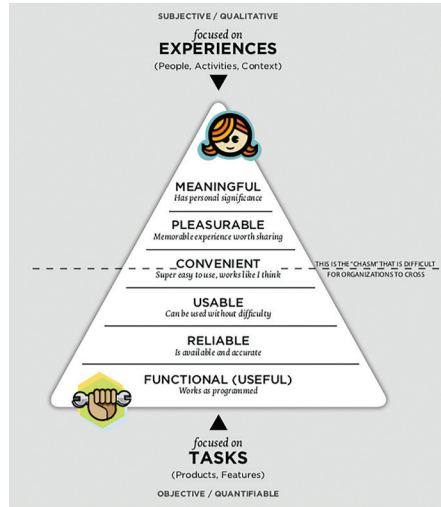 SUBJECTIVE / QUALITATIVE
focused on
EXPERIENCES
(People, Activities, Context)
MEANINGFUL
Has personal significance
PLEASURABLE
Memorable experience worth sharing
CONVENIENT
Super easy to use, works like I think
THIS IS THE "CHASM" THAT IS DIFFICULT
FOR ORGANIZATIONS TO CROSS
USABLE
Can be used without difficulty
RELIABLE
Is available and accurate
FUNCTIONAL (USEFUL)
Works as programmed
focused on
TASKS
(Products, Features)
OBJECTIVE / QUANTIFIABLE